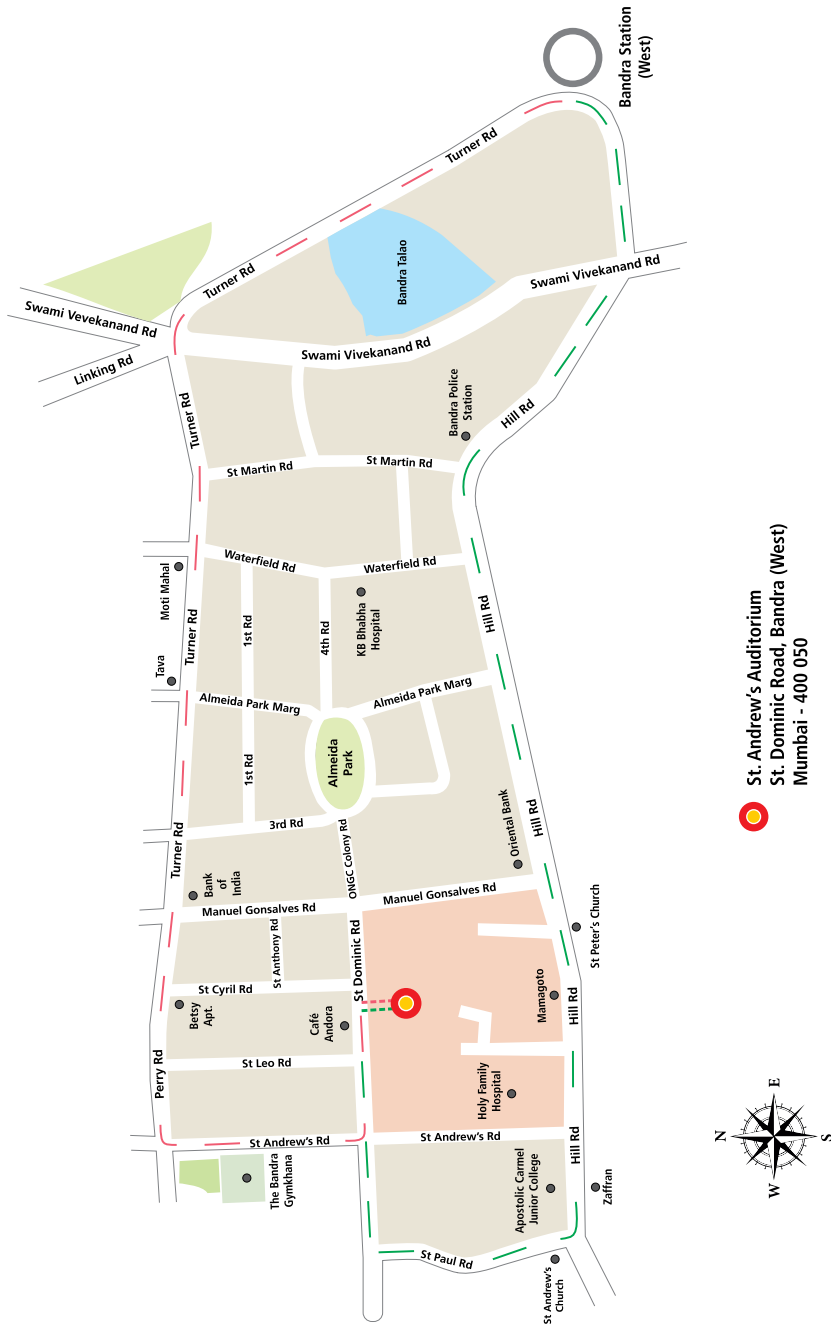 Bandra Station
(West)
Turner Rd
Turner Rd
Bandra Talao
Swami Vivekanand Rd
Swami Vevekanand Rd
Linking Rd
Swami Vivekanand Rd
Turner Rd
Bandra Police
Station
Hill Rd
St Martin Rd
St Martin Rd
Moti Mahal
Waterfield Rd
Waterfield Rd
Turner Rd
1st Rd
4th Rd
KB Bhabha
Hospital
Hill Rd
Tava
Almeida Park Marg
Almeida Park Marg
1st Rd
Almeida
Park
Turner Rd
3rd Rd
ONGC Colony Rd
Oriental Bank
Hill Rd
Bank
of
India
Manuel Gonsalves Rd
Manuel Gonsalves Rd
St Peter's Church
St Anthony Rd
St Dominic Rd
St Cyril Rd
Betsy
Apt.
Café
Andora
Mamagoto
Hill Rd
Perry Rd
St Leo Rd
Holy Family
Hospital
St Andrew's Rd
St Andrew's Rd
Hill Rd
The Bandra
Gymkhana
Apostolic Carmel
Junior College
Zaffran
St Paul Rd
St Andrew's
Church
St. Andrew's Auditorium
St. Dominic Road, Bandra (West)
Mumbai - 400 050
N
E
W
S